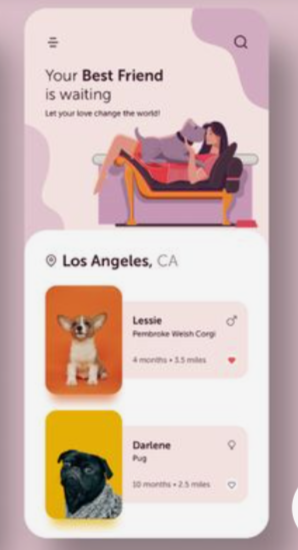 Your Best Friend
is waiting
Let your love change the world!
Los Angeles, CA
Lessie
Pembroke Welsh Corgi
4 months • 3.5 miles
Darlene
Pug
10 months • 2.5 miles